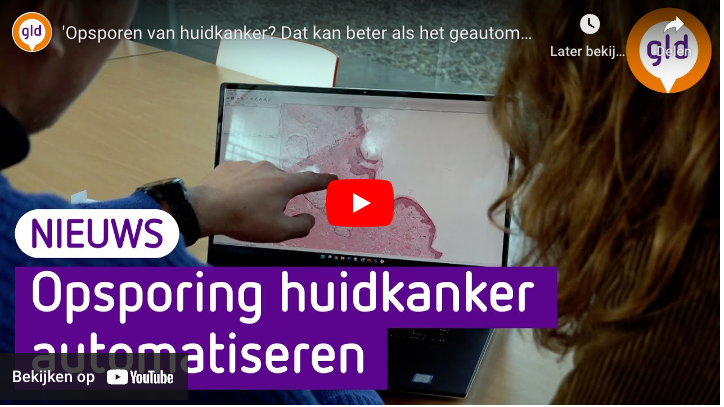 gld
'Opsporen van huidkanker? Dat kan beter als het geautom...
Later bekij...
Delen
gld
NIEUWS
Opsporing huidkanker
automatiseren
Bekijken op YouTube